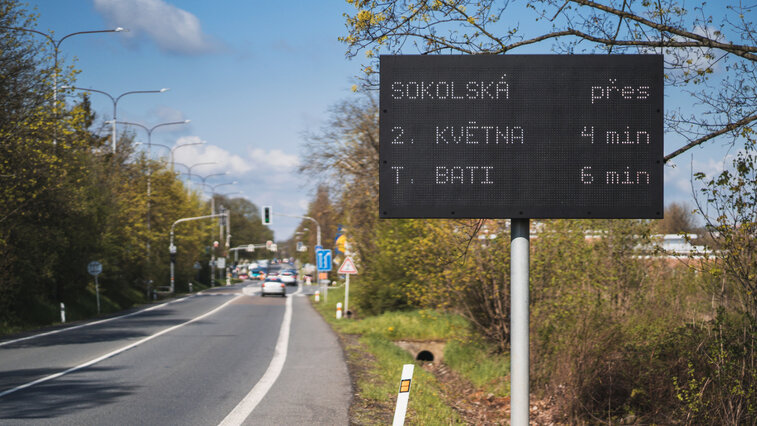 SOKOLSKÁ přes
2. KVĚTNA 4 min
T. BATI 6 min